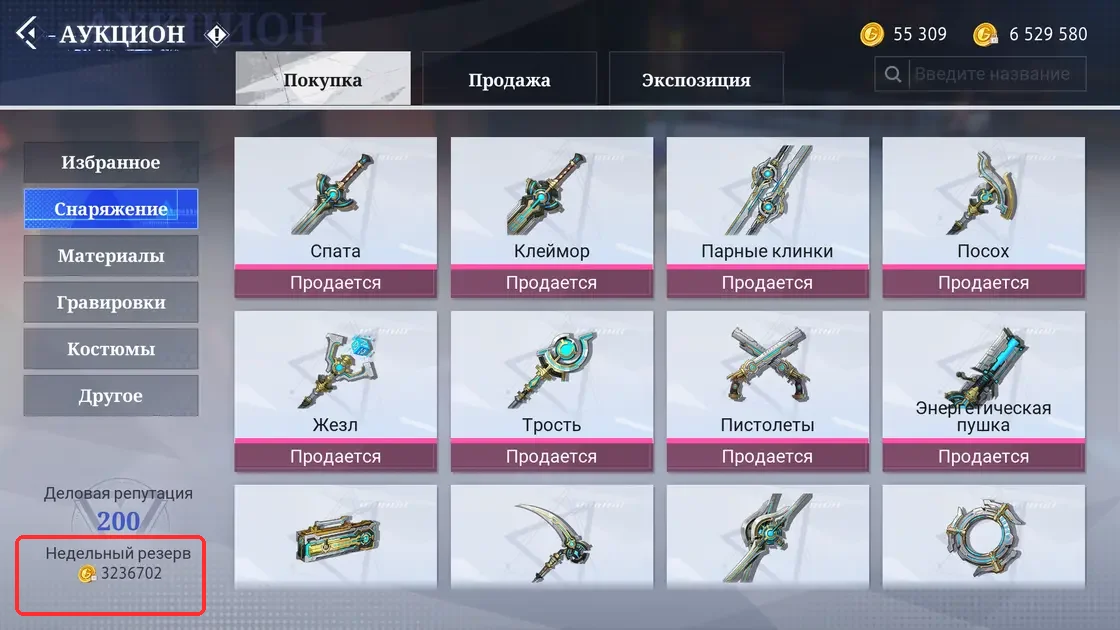 АУКЦИОН
55 309
6 529 580
Покупка
Продажа
Экспозиция
Введите название
Избранное
Снаряжение
Материалы
Гравировки
Костюмы
Другое
Спата
Клеймор
Парные клинки
Посох
Продается
Продается
Продается
Продается
Жезл
Трость
Пистолеты
Энергетическая
пушка
Продается
Продается
Продается
Продается
Деловая репутация
200
Недельный резерв
3236702